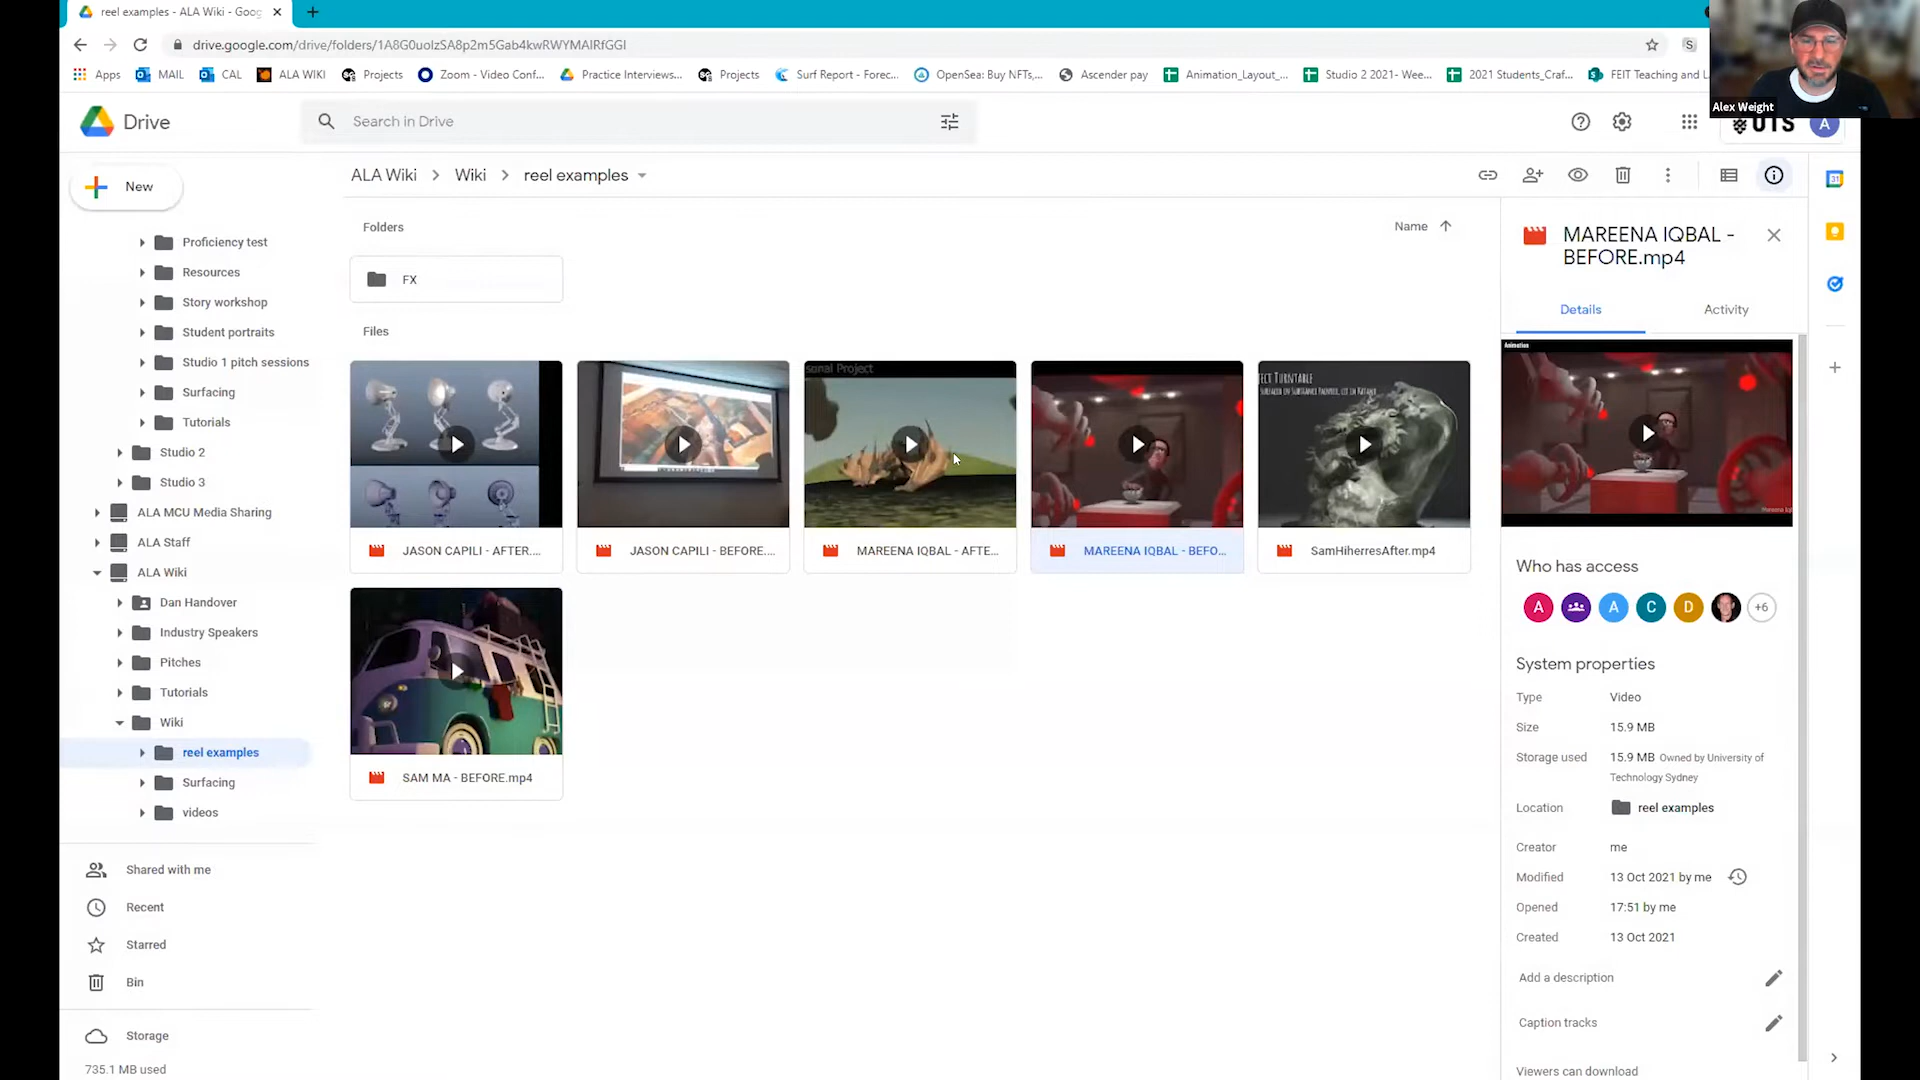 reel examples - ALA Wiki - Goog
drive.google.com/drive/folders/1A8G0uoIzSA8p2m5Gab4kwRWYMAIRfGGI
Apps MAIL CAL ALA WIKI Projects Zoom - Video Conf... Practice Interviews... Projects Surf Report - Forec... OpenSea: Buy NFTs,... Ascender pay Animation_Layout_... Studio 2 2021- Wee... 2021 Students_Craf... FEIT Teaching and L
Alex Weight
Drive
Search in Drive
UTS
A
New
ALA Wiki > Wiki > reel examples
Folders
Name
FX
Files
JASON CAPILI - AFTER....
JASON CAPILI - BEFORE....
sonal Project
MAREENA IQBAL - AFTE...
MAREENA IQBAL - BEFO...
SamHiherresAfter.mp4
SAM MA - BEFORE.mp4
Proficiency test
Resources
Story workshop
Student portraits
Studio 1 pitch sessions
Surfacing
Tutorials
Studio 2
Studio 3
ALA MCU Media Sharing
ALA Staff
ALA Wiki
Dan Handover
Industry Speakers
Pitches
Tutorials
Wiki
reel examples
Surfacing
videos
Shared with me
Recent
Starred
Bin
Storage
735.1 MB used
MAREENA IQBAL -
BEFORE.mp4
Details Activity
Animation
Who has access
A A C D +6
System properties
Type Video
Size 15.9 MB
Storage used 15.9 MB Owned by University of
Technology Sydney
Location reel examples
Creator me
Modified 13 Oct 2021 by me
Opened 17:51 by me
Created 13 Oct 2021
Add a description
Caption tracks
Viewers can download
31